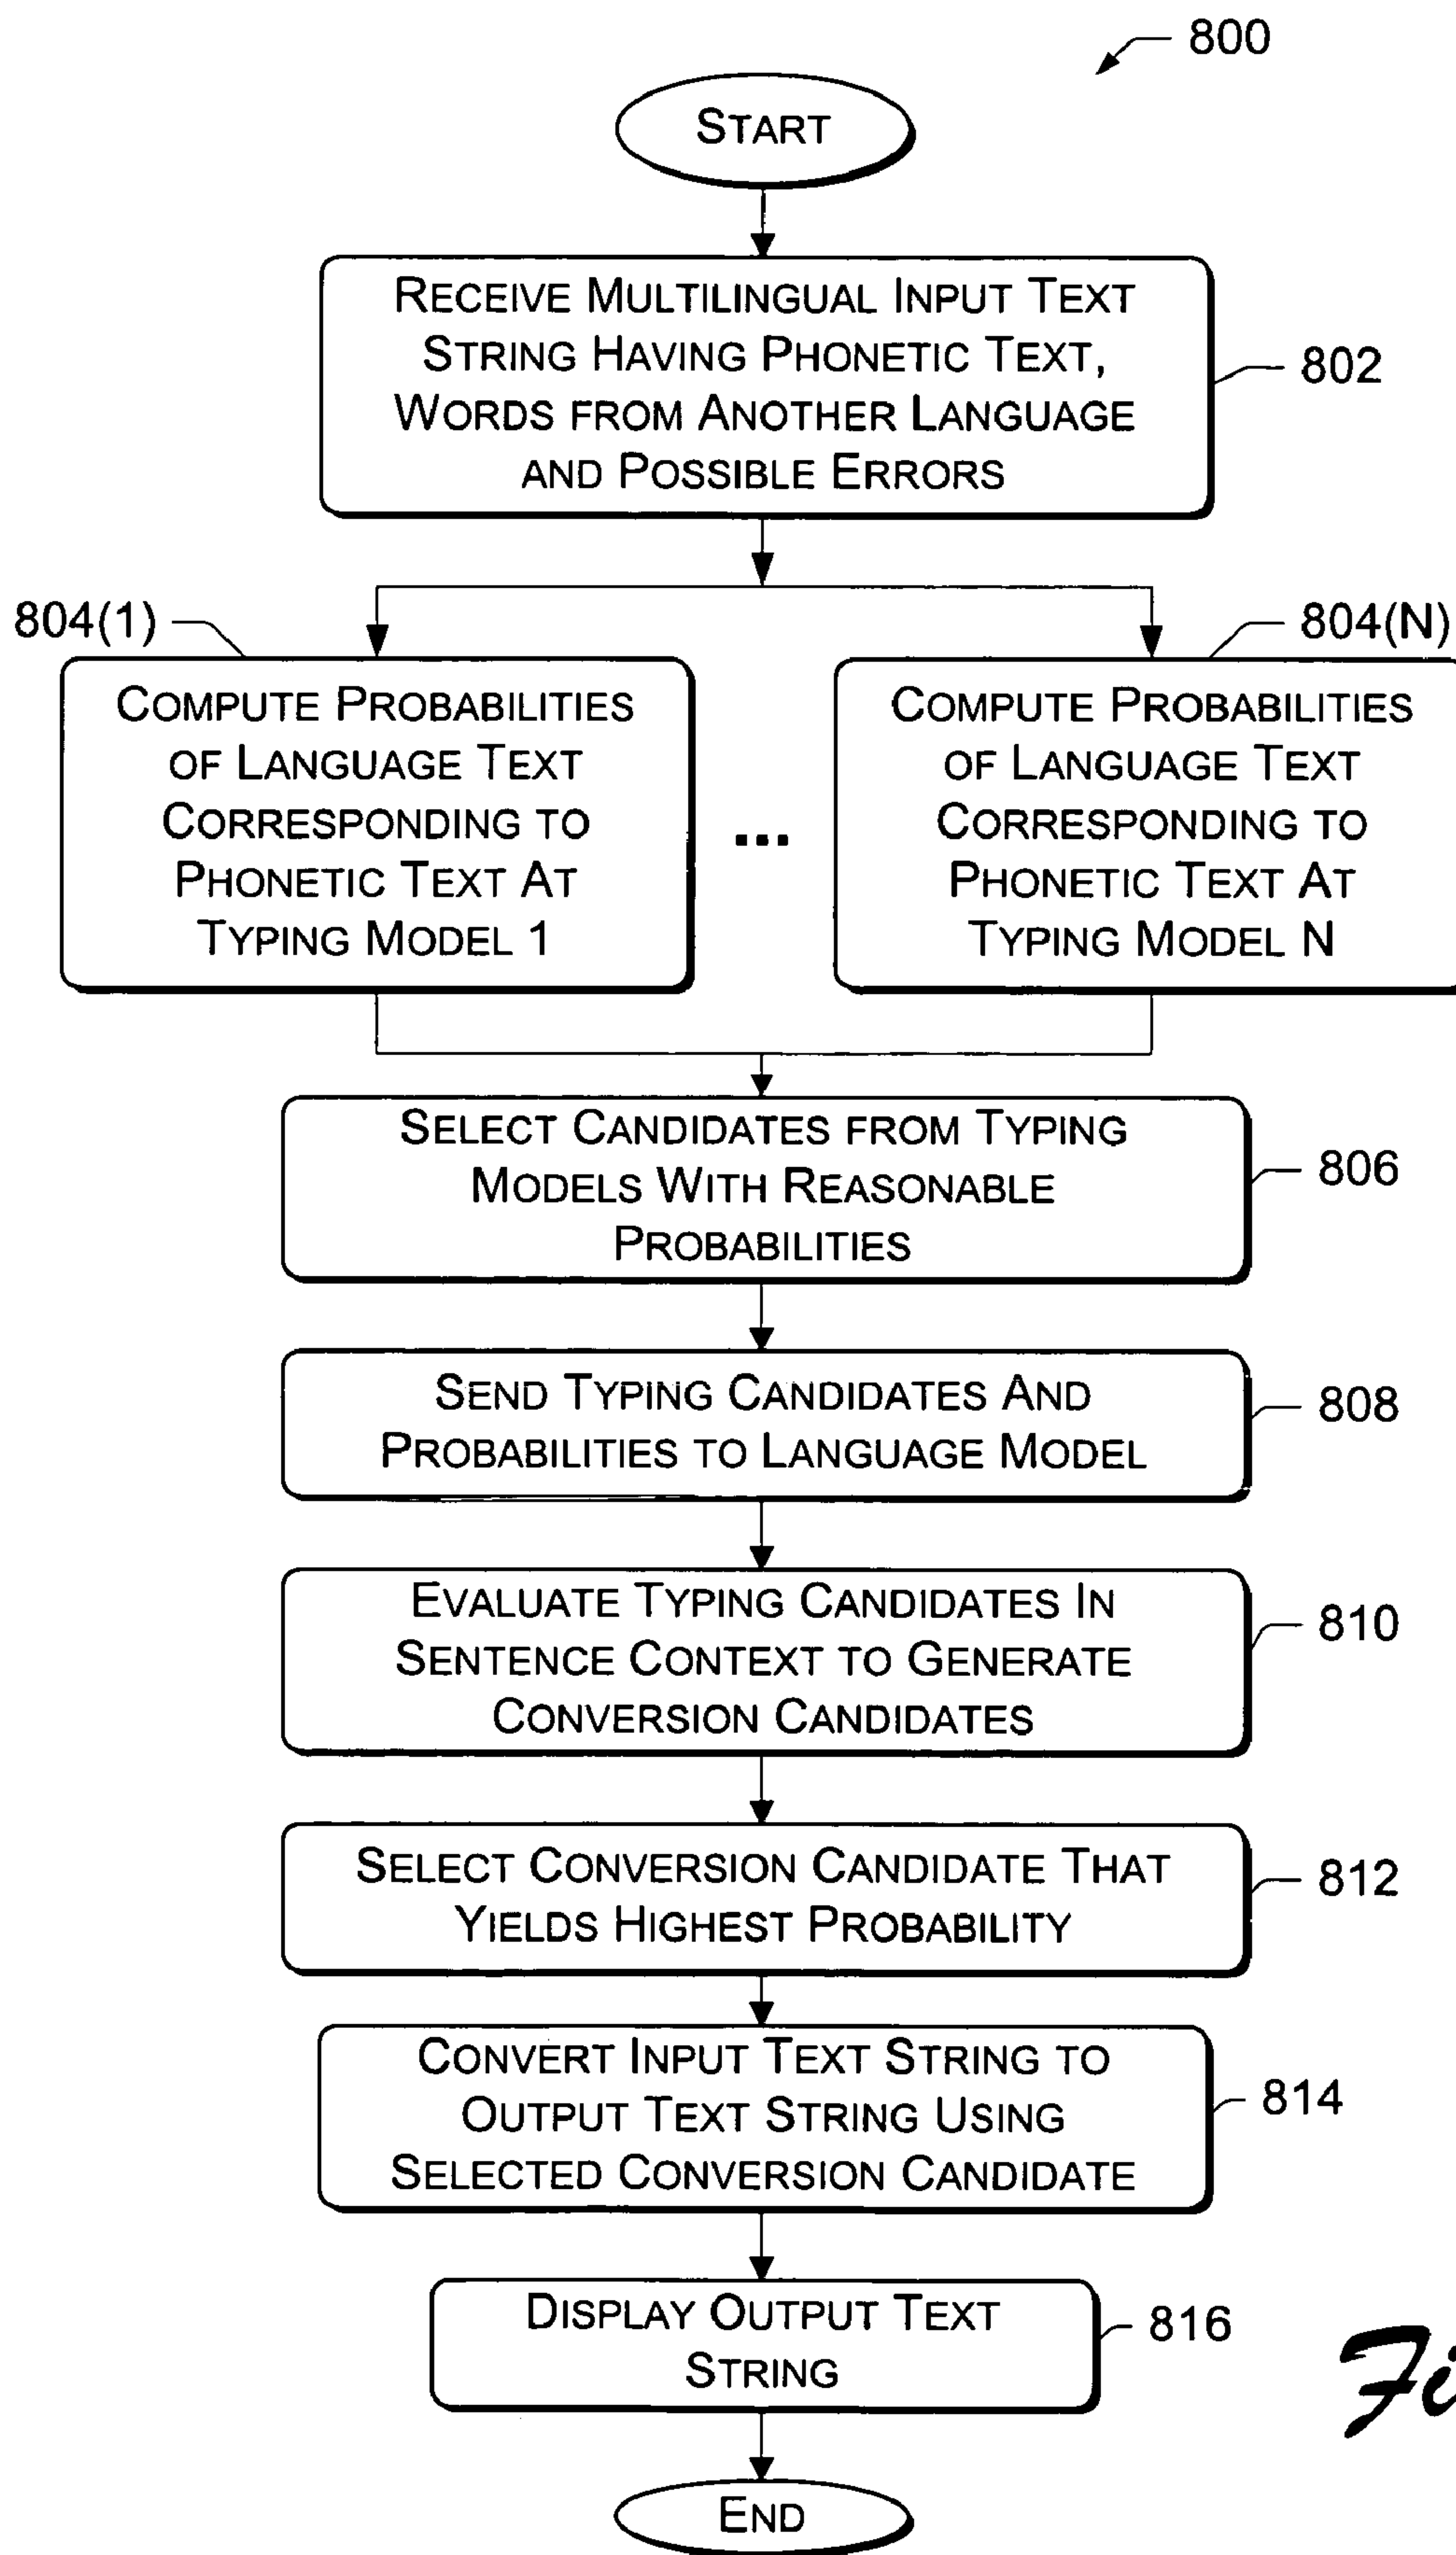 800
START
RECEIVE MULTILINGUAL INPUT TEXT
STRING HAVING PHONETIC TEXT,
WORDS FROM ANOTHER LANGUAGE
AND POSSIBLE ERRORS
802
804(1)
804(N)
COMPUTE PROBABILITIES
OF LANGUAGE TEXT
CORRESPONDING TO
PHONETIC TEXT AT
TYPING MODEL 1
...
COMPUTE PROBABILITIES
OF LANGUAGE TEXT
CORRESPONDING TO
PHONETIC TEXT AT
TYPING MODEL N
SELECT CANDIDATES FROM TYPING
MODELS WITH REASONABLE
PROBABILITIES
806
SEND TYPING CANDIDATES AND
PROBABILITIES TO LANGUAGE MODEL
808
EVALUATE TYPING CANDIDATES IN
SENTENCE CONTEXT TO GENERATE
CONVERSION CANDIDATES
810
SELECT CONVERSION CANDIDATE THAT
YIELDS HIGHEST PROBABILITY
812
CONVERT INPUT TEXT STRING TO
OUTPUT TEXT STRING USING
SELECTED CONVERSION CANDIDATE
814
DISPLAY OUTPUT TEXT
STRING
816
END